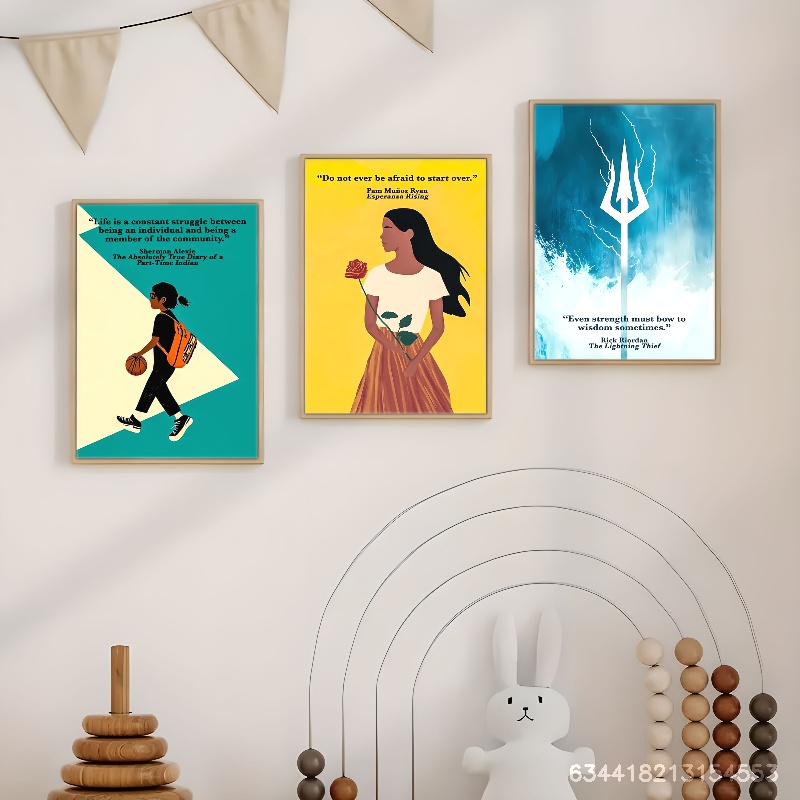 “Life is a constant struggle between
being an individual and being a
member of the community.”
Sherman Alexie
The Absolutely True Diary of a
Part-Time Indian
“Do not ever be afraid to start over.”
Pam Muñoz Ryan
Esperanza Rising
“Even strength must bow to
wisdom sometimes.”
Rick Riordan
The Lightning Thief
634418213154553